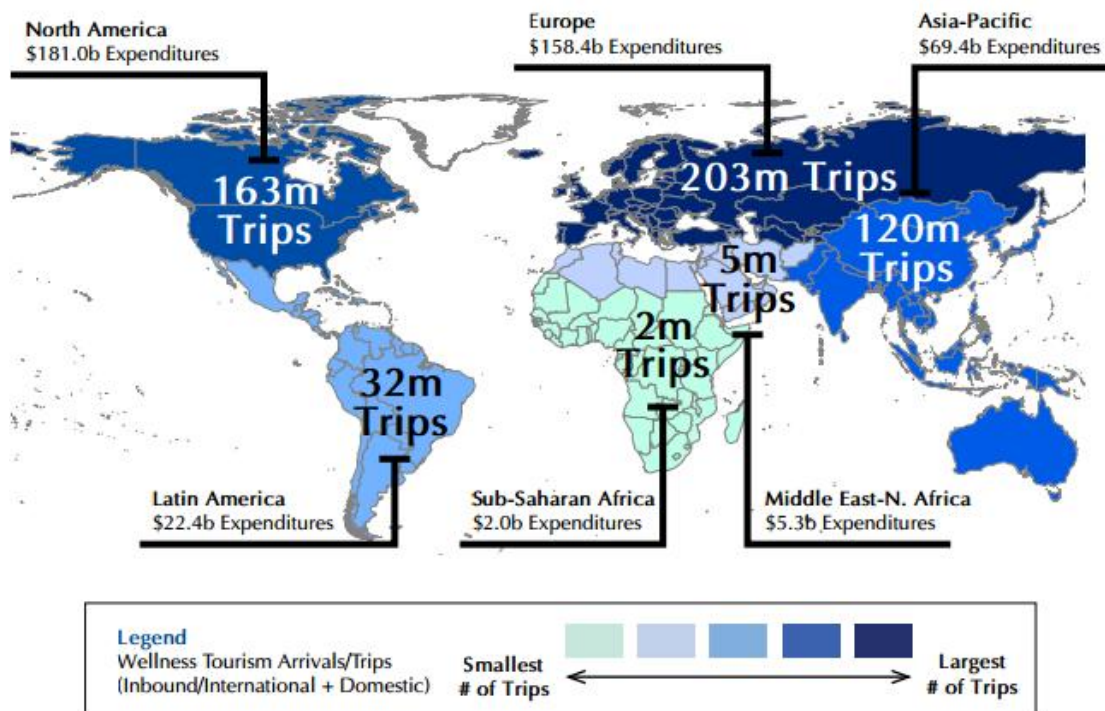 North America
$181.0b Expenditures
Europe
$158.4b Expenditures
Asia-Pacific
$69.4b Expenditures
163m
Trips
203m Trips
120m
Trips
5m
Trips
2m
Trips
32m
Trips
Latin America
$22.4b Expenditures
Sub-Saharan Africa
$2.0b Expenditures
Middle East-N. Africa
$5.3b Expenditures
Legend
Wellness Tourism Arrivals/Trips
(Inbound/International + Domestic)
Smallest
# of Trips
Largest
# of Trips